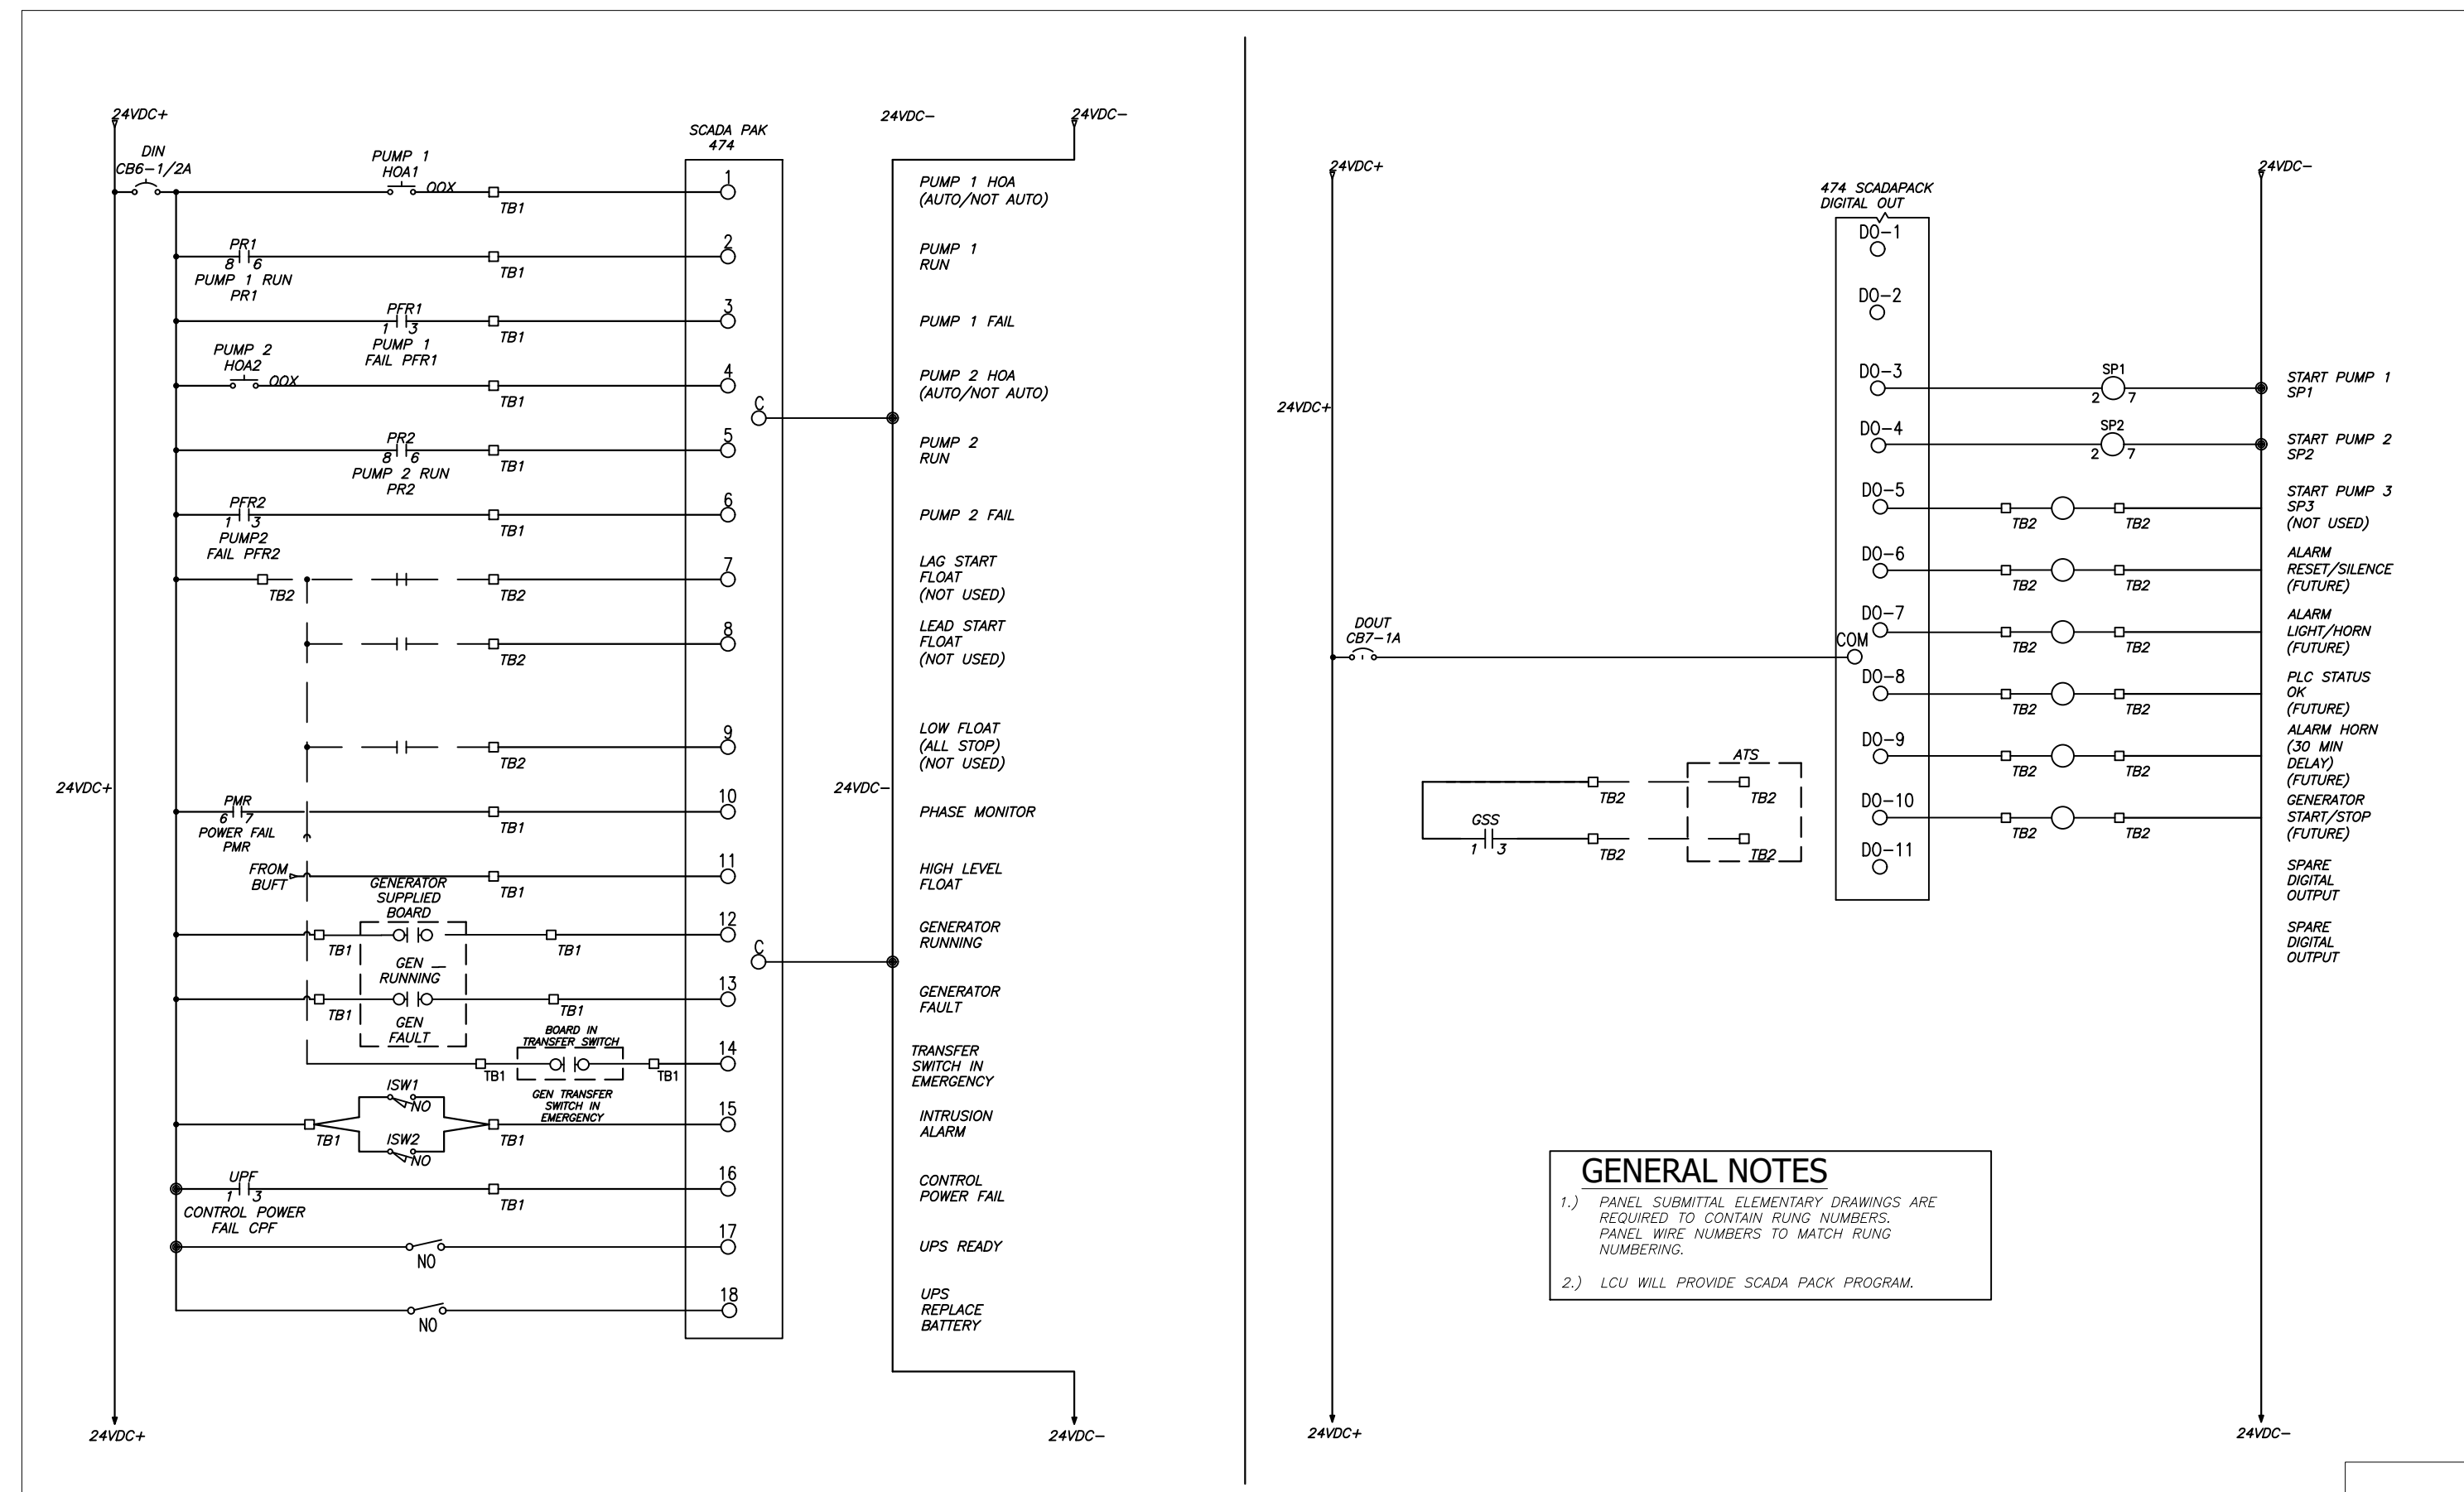 24VDC+
24VDC-
24VDC-
DIN
CB6-1/2A
SCADA PAK
474
PUMP 1
HOA1
OOX
TB1
1
PUMP 1 HOA
(AUTO/NOT AUTO)
PR1
8 6
PUMP 1 RUN
PR1
TB1
2
PUMP 1
RUN
PFR1
1 3
PUMP 1
FAIL PFR1
TB1
3
PUMP 1 FAIL
PUMP 2
HOA2
OOX
TB1
4
PUMP 2 HOA
(AUTO/NOT AUTO)
C
PR2
8 6
PUMP 2 RUN
PR2
TB1
5
PUMP 2
RUN
PFR2
1 3
PUMP2
FAIL PFR2
TB1
6
PUMP 2 FAIL
TB2
TB2
7
LAG START
FLOAT
(NOT USED)
TB2
8
LEAD START
FLOAT
(NOT USED)
TB2
9
LOW FLOAT
(ALL STOP)
(NOT USED)
24VDC+
24VDC-
PMR
6 7
POWER FAIL
PMR
TB1
10
PHASE MONITOR
FROM
BUFT
TB1
11
HIGH LEVEL
FLOAT
GENERATOR
SUPPLIED
BOARD
TB1
TB1
12
GENERATOR
RUNNING
GEN
RUNNING
C
TB1
TB1
13
GENERATOR
FAULT
GEN
FAULT
BOARD IN
TRANSFER SWITCH
TB1
TB1
14
TRANSFER
SWITCH IN
EMERGENCY
GEN TRANSFER
SWITCH IN
EMERGENCY
ISW1
NO
TB1
TB1
15
INTRUSION
ALARM
ISW2
NO
UPF
1 3
CONTROL POWER
FAIL CPF
TB1
16
CONTROL
POWER FAIL
NO
17
UPS READY
NO
18
UPS
REPLACE
BATTERY
24VDC+
24VDC-
24VDC+
24VDC-
474 SCADAPACK
DIGITAL OUT
DO-1
DO-2
DO-3
SP1
2 7
START PUMP 1
SP1
24VDC+
DO-4
SP2
2 7
START PUMP 2
SP2
DO-5
TB2
TB2
START PUMP 3
SP3
(NOT USED)
DO-6
TB2
TB2
ALARM
RESET/SILENCE
(FUTURE)
DO-7
TB2
TB2
ALARM
LIGHT/HORN
(FUTURE)
DOUT
CB7-1A
COM
DO-8
TB2
TB2
PLC STATUS
OK
(FUTURE)
DO-9
TB2
TB2
ALARM HORN
(30 MIN
DELAY)
(FUTURE)
ATS
TB2
TB2
GSS
1 3
TB2
TB2
DO-10
TB2
TB2
GENERATOR
START/STOP
(FUTURE)
DO-11
SPARE
DIGITAL
OUTPUT
SPARE
DIGITAL
OUTPUT
GENERAL NOTES
1.) PANEL SUBMITTAL ELEMENTARY DRAWINGS ARE
REQUIRED TO CONTAIN RUNG NUMBERS.
PANEL WIRE NUMBERS TO MATCH RUNG
NUMBERING.
2.) LCU WILL PROVIDE SCADA PACK PROGRAM.
24VDC+
24VDC-